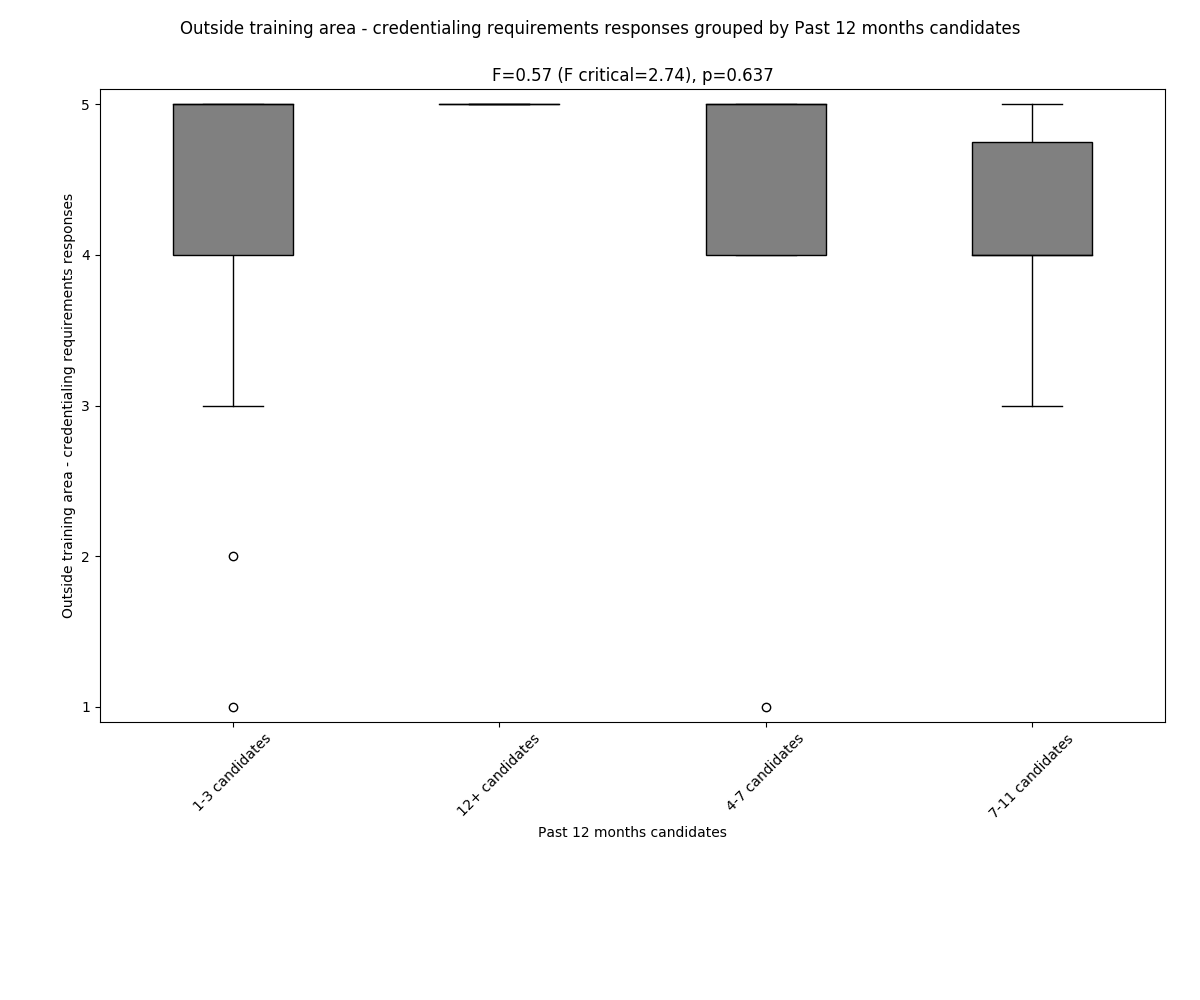 Outside training area - credentialing requirements responses grouped by Past 12 months candidates
F=0.57 (F critical=2.74), p=0.637
Outside training area - credentialing requirements responses
5
4
3
2
1
1-3 candidates
12+ candidates
4-7 candidates
7-11 candidates
Past 12 months candidates